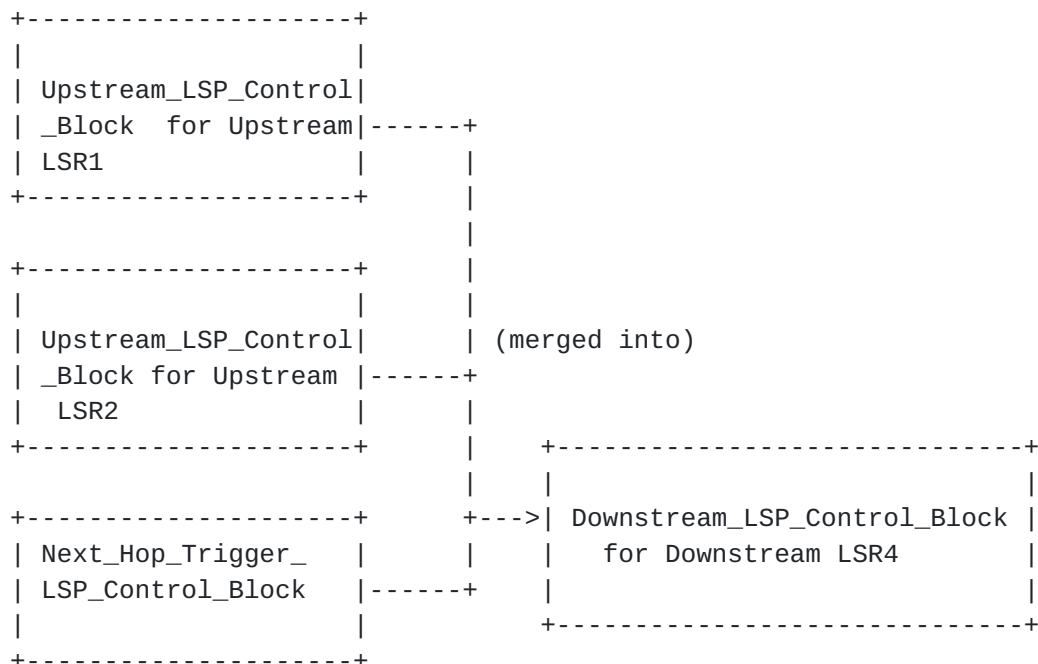 Upstream_LSP_Control
_Block for Upstream
LSR1
Upstream_LSP_Control
(merged into)
_Block for Upstream
LSR2
Downstream_LSP_Control_Block
for Downstream LSR4
Next_Hop_Trigger_
LSP_Control_Block